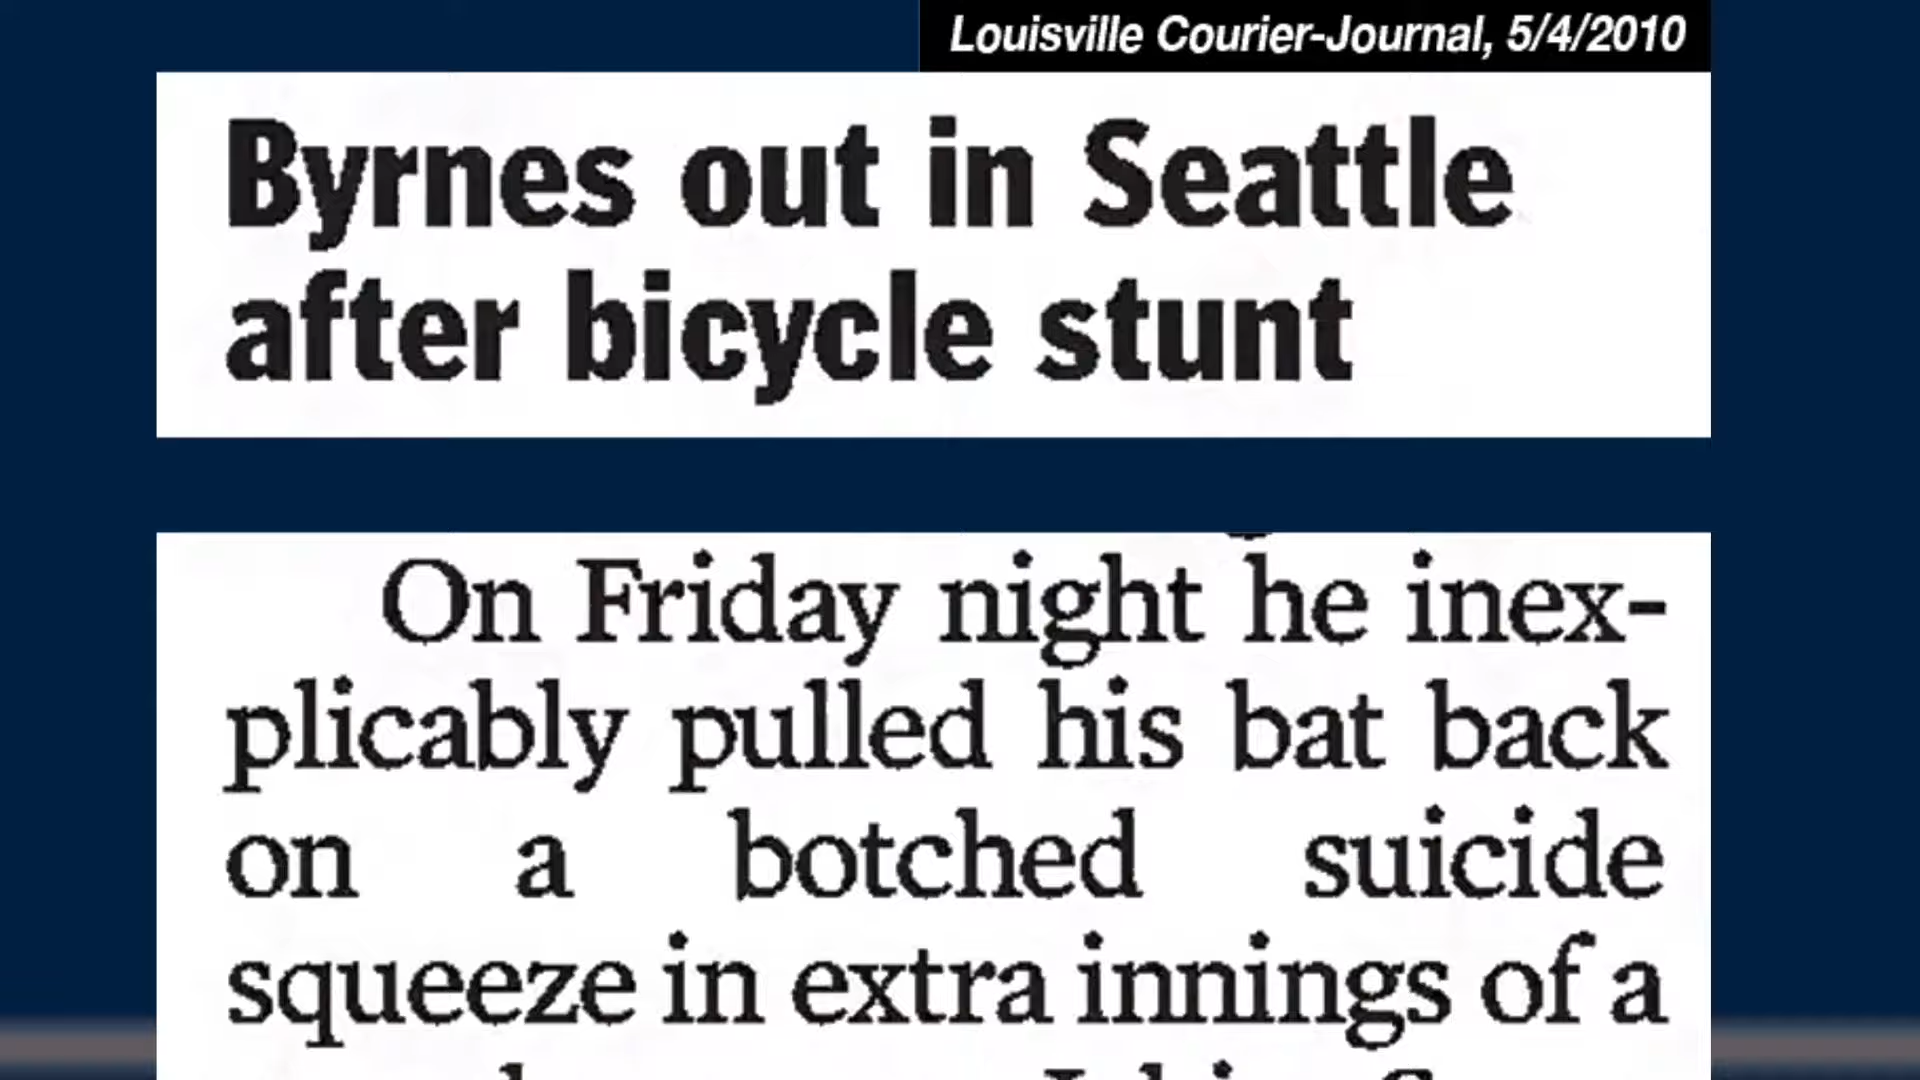 Louisville Courier-Journal, 5/4/2010
Byrnes out in Seattle
after bicycle stunt
On Friday night he inex-
plicably pulled his bat back
on a botched suicide
squeeze in extra innings of a